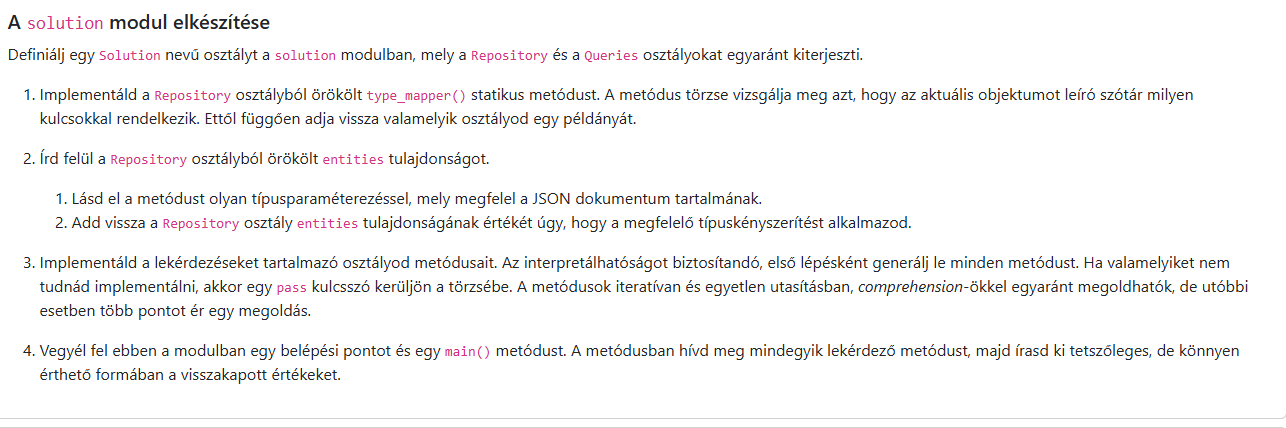 A solution modul elkészítése
Definiálj egy Solution nevű osztályt a solution modulban, mely a Repository és a Queries osztályokat egyaránt kiterjeszti.
1. Implementáld a Repository osztályból örökölt type_mapper() statikus metódust. A metódus törzse vizsgálja meg azt, hogy az aktuális objektumot leíró szótár milyen
kulcsokkal rendelkezik. Ettől függően adja vissza valamelyik osztályod egy példányát.
2. Írd felül a Repository osztályból örökölt entities tulajdonságot.
1. Lásd el a metódust olyan típusparaméterezéssel, mely megfelel a JSON dokumentum tartalmának.
2. Add vissza a Repository osztály entities tulajdonságának értékét úgy, hogy a megfelelő típuskényszerítést alkalmazod.
3. Implementáld a lekérdezéseket tartalmazó osztályod metódusait. Az interpretálhatóságot biztosítandó, első lépésként generálj le minden metódust. Ha valamelyiket nem
tudnád implementálni, akkor egy pass kulcsszó kerüljön a törzsébe. A metódusok iteratívan és egyetlen utasításban, comprehension-ökkel egyaránt megoldhatók, de utóbbi
esetben több pontot ér egy megoldás.
4. Vegyél fel ebben a modulban egy belépési pontot és egy main() metódust. A metódusban hívd meg mindegyik lekérdező metódust, majd írasd ki tetszőleges, de könnyen
érthető formában a visszakapott értékeket.